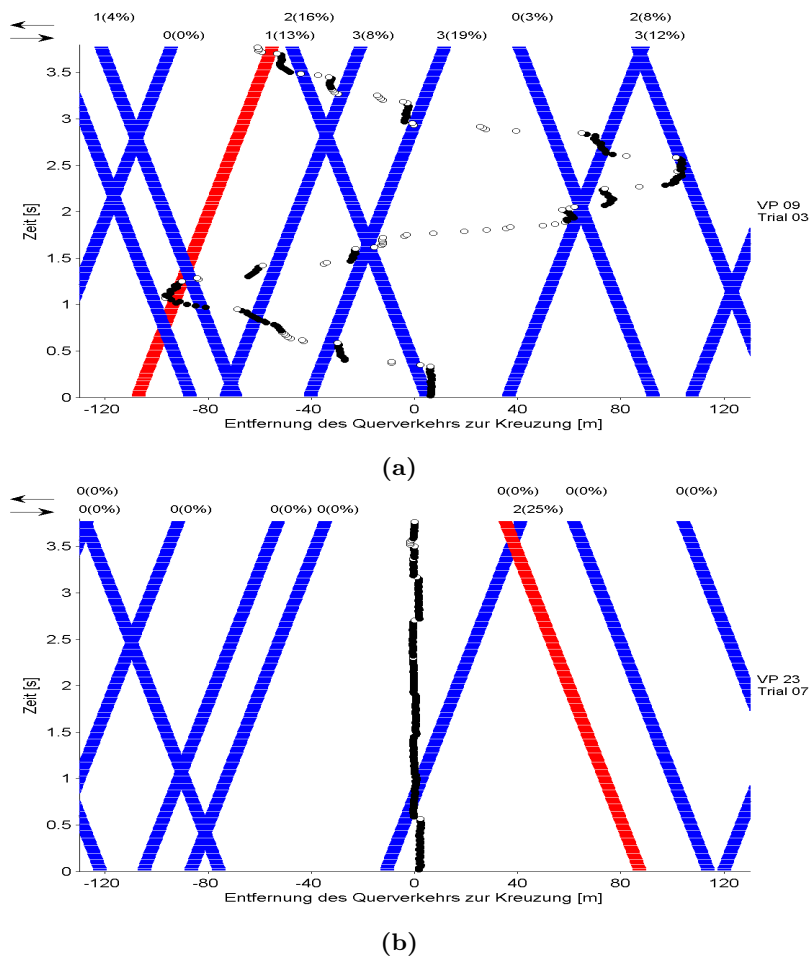 1(4%) 2(16%) 0(3%) 2(8%)
0(0%) 1(13%) 3(8%) 3(19%) 3(12%)
3.5
3
2.5
2
1.5
1
0.5
0
Zeit [s]
VP 09
Trial 03
-120 -80 -40 0 40 80 120
Entfernung des Querverkehrs zur Kreuzung [m]
(a)
0(0%) 0(0%) 0(0%) 0(0%)
0(0%) 0(0%) 0(0%) 0(0%) 2(25%)
3.5
3
2.5
2
1.5
1
0.5
0
Zeit [s]
VP 23
Trial 07
-120 -80 -40 0 40 80 120
Entfernung des Querverkehrs zur Kreuzung [m]
(b)